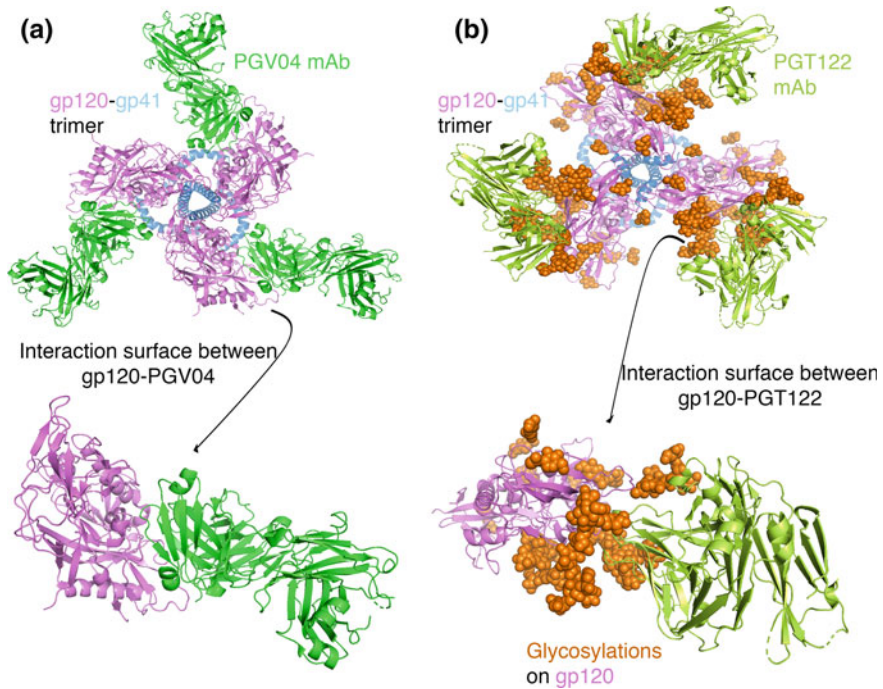 (a)
PGV04 mAb
gp120-gp41
trimer
Interaction surface between
gp120-PGV04
(b)
PGT122
mAb
gp120-gp41
trimer
Interaction surface between
gp120-PGT122
Glycosylations
on gp120